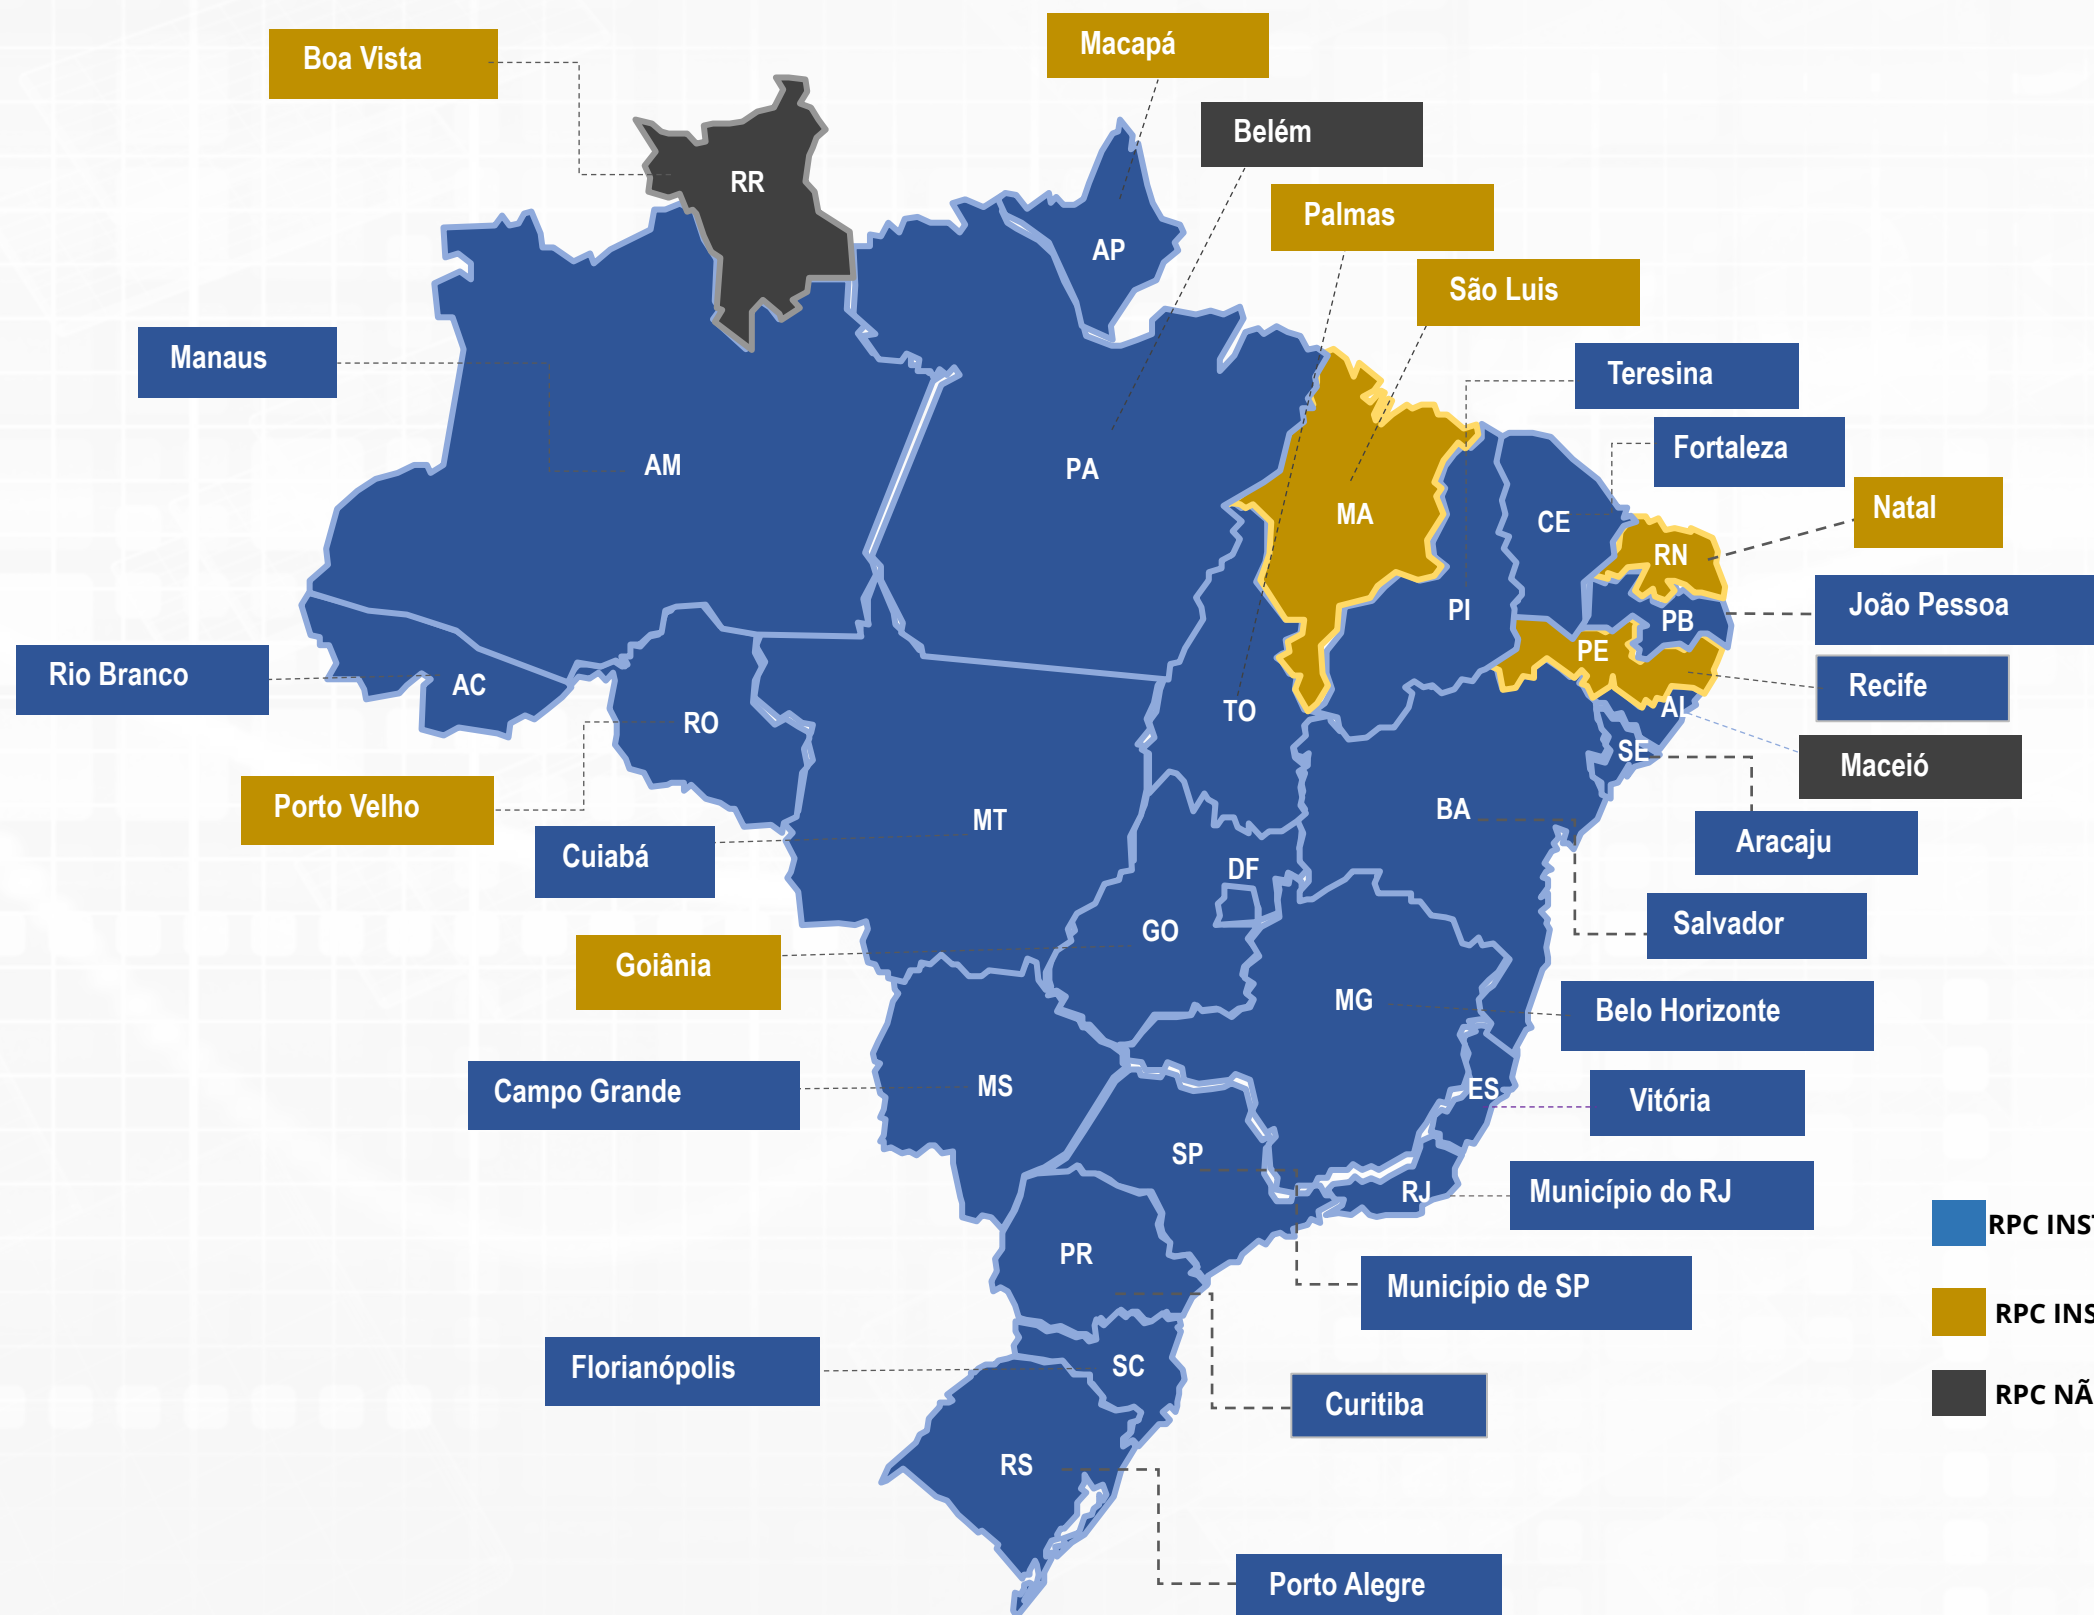 Boa Vista
Macapá
Belém
RR
Palmas
AP
São Luis
Manaus
Teresina
Fortaleza
AM
PA
Natal
MA
CE
RN
João Pessoa
PI
PB
PE
Rio Branco
AC
Recife
TO
AL
RO
SE
Maceió
Porto Velho
BA
MT
Aracaju
Cuiabá
DF
Salvador
GO
Goiânia
MG
Belo Horizonte
MS
ES
Campo Grande
Vitória
SP
RJ
Município do RJ
RPC INS
PR
Município de SP
RPC INS
SC
Florianópolis
RPC NÃ
Curitiba
RS
Porto Alegre